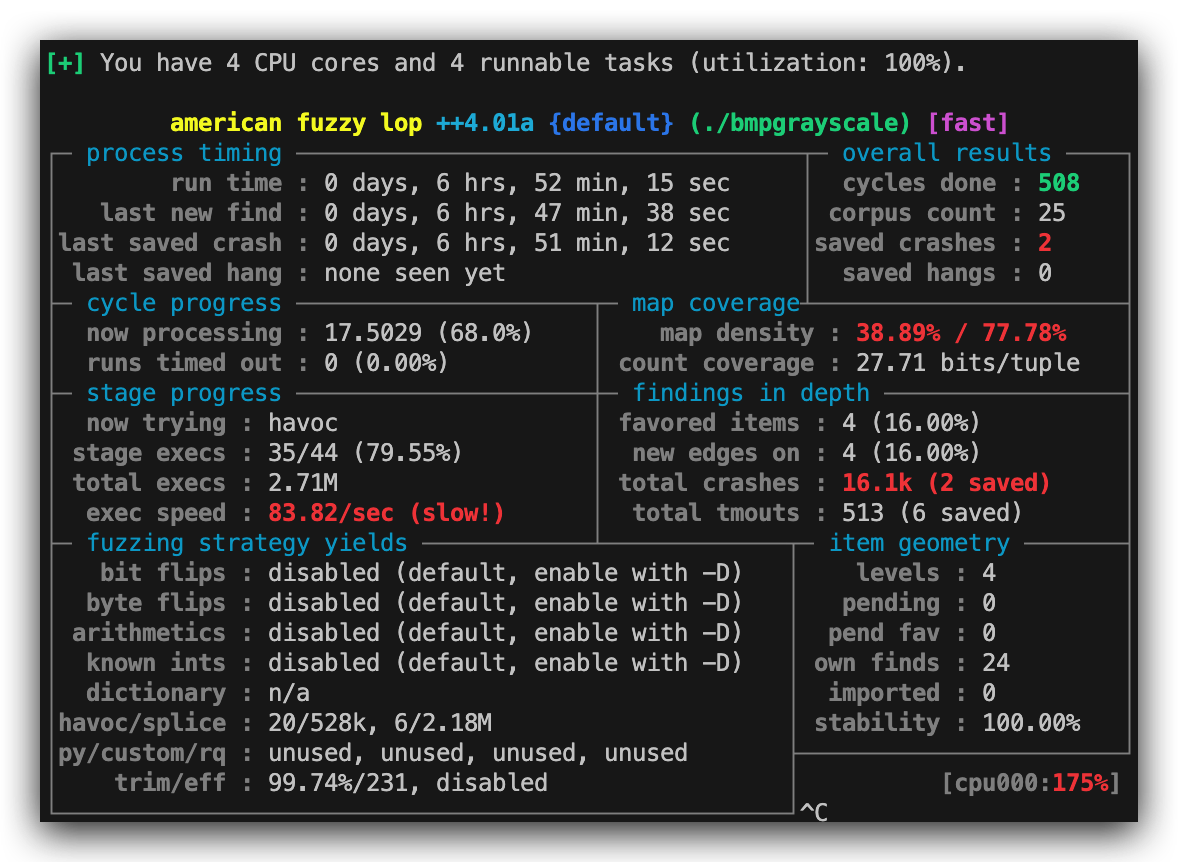 [+] You have 4 CPU cores and 4 runnable tasks (utilization: 100%).
american fuzzy lop ++4.01a {default} (./bmpgrayscale) [fast]
process timing overall results
run time : 0 days, 6 hrs, 52 min, 15 sec cycles done : 508
last new find : 0 days, 6 hrs, 47 min, 38 sec corpus count : 25
last saved crash : 0 days, 6 hrs, 51 min, 12 sec saved crashes : 2
last saved hang : none seen yet saved hangs : 0
cycle progress map coverage
now processing : 17.5029 (68.0%) map density : 38.89% / 77.78%
runs timed out : 0 (0.00%) count coverage : 27.71 bits/tuple
stage progress findings in depth
now trying : havoc favored items : 4 (16.00%)
stage execs : 35/44 (79.55%) new edges on : 4 (16.00%)
total execs : 2.71M total crashes : 16.1k (2 saved)
exec speed : 83.82/sec (slow!) total tmouts : 513 (6 saved)
fuzzing strategy yields item geometry
bit flips : disabled (default, enable with -D) levels : 4
byte flips : disabled (default, enable with -D) pending : 0
arithmetics : disabled (default, enable with -D) pend fav : 0
known ints : disabled (default, enable with -D) own finds : 24
dictionary : n/a imported : 0
havoc/splice : 20/528k, 6/2.18M stability : 100.00%
py/custom/rq : unused, unused, unused, unused
trim/eff : 99.74%/231, disabled [cpu000:175%]
^C